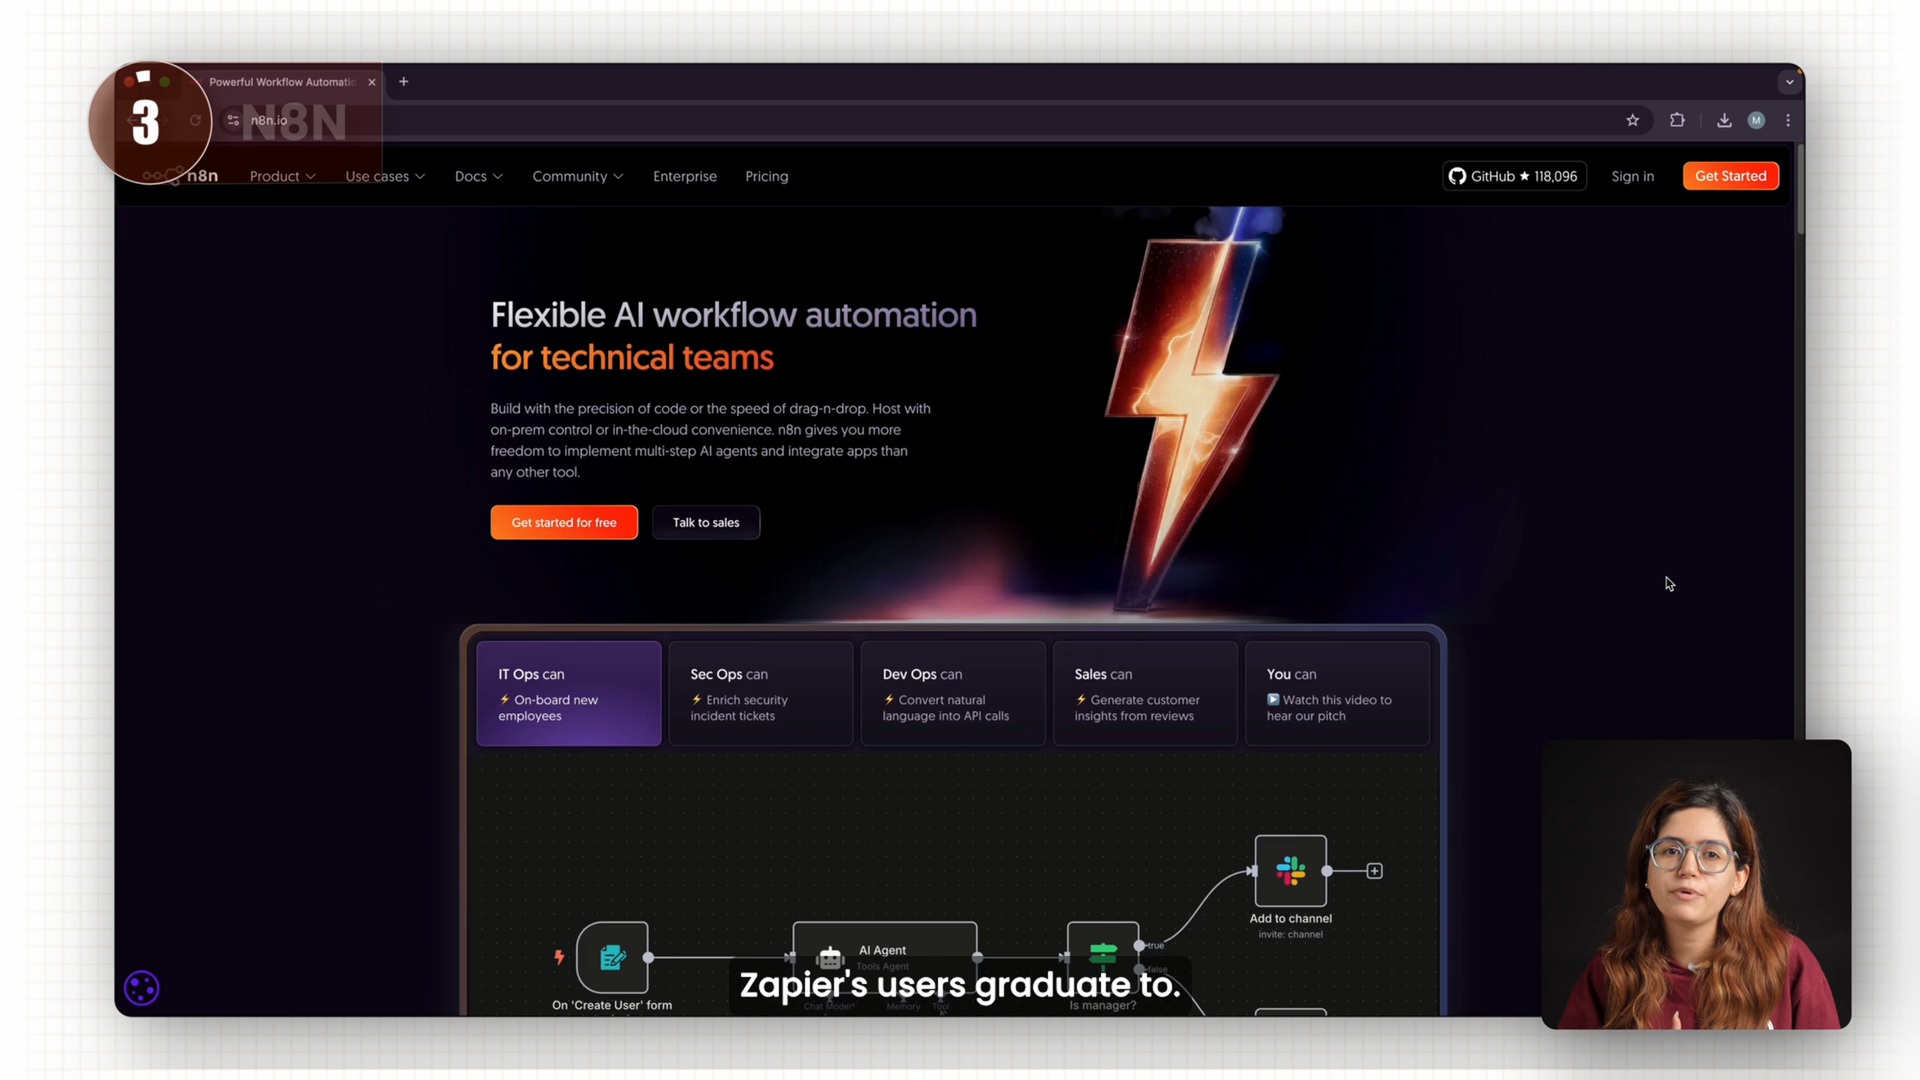 Powerful Workflow Automatic
3
N8N
n8n.io
M
n8n
Product
Use cases
Docs
Community
Enterprise
Pricing
GitHub ★ 118,096
Sign in
Get Started
Flexible AI workflow automation
for technical teams
Build with the precision of code or the speed of drag-n-drop. Host with
on-prem control or in-the-cloud convenience. n8n gives you more
freedom to implement multi-step AI agents and integrate apps than
any other tool.
Get started for free
Talk to sales
IT Ops can
On-board new
employees
Sec Ops can
Enrich security
incident tickets
Dev Ops can
Convert natural
language into API calls
Sales can
Generate customer
insights from reviews
You can
Watch this video to
hear our pitch
Add to channel
invite: channel
AI Agent
Tools Agent
true
false
Zapier's users graduate to.
On 'Create User' form
Chat Model*
Memory
Tool
Is manager?